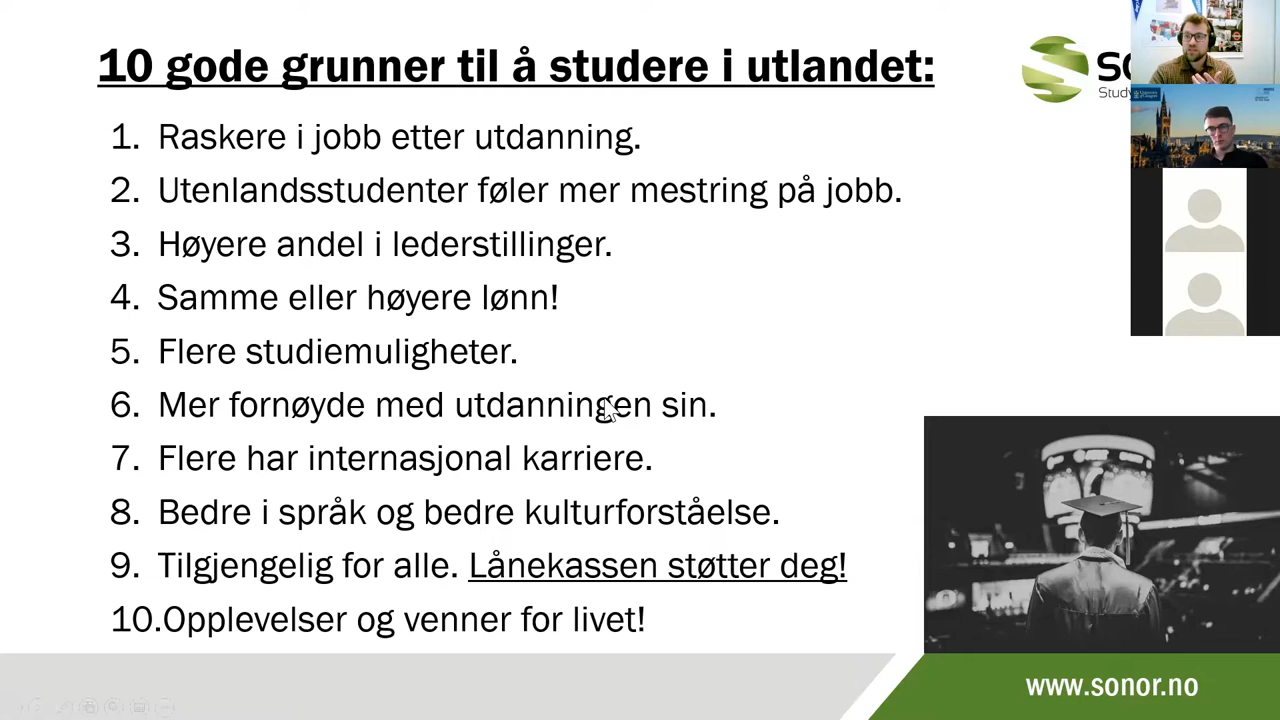 10 gode grunner til å studere i utlandet:
1. Raskere i jobb etter utdanning.
2. Utenlandsstudenter føler mer mestring på jobb.
3. Høyere andel i lederstillinger.
4. Samme eller høyere lønn!
5. Flere studiemuligheter.
6. Mer fornøyde med utdanningen sin.
7. Flere har internasjonal karriere.
8. Bedre i språk og bedre kulturforståelse.
9. Tilgjengelig for alle. Lånekassen støtter deg!
10.Opplevelser og venner for livet!
www.sonor.no